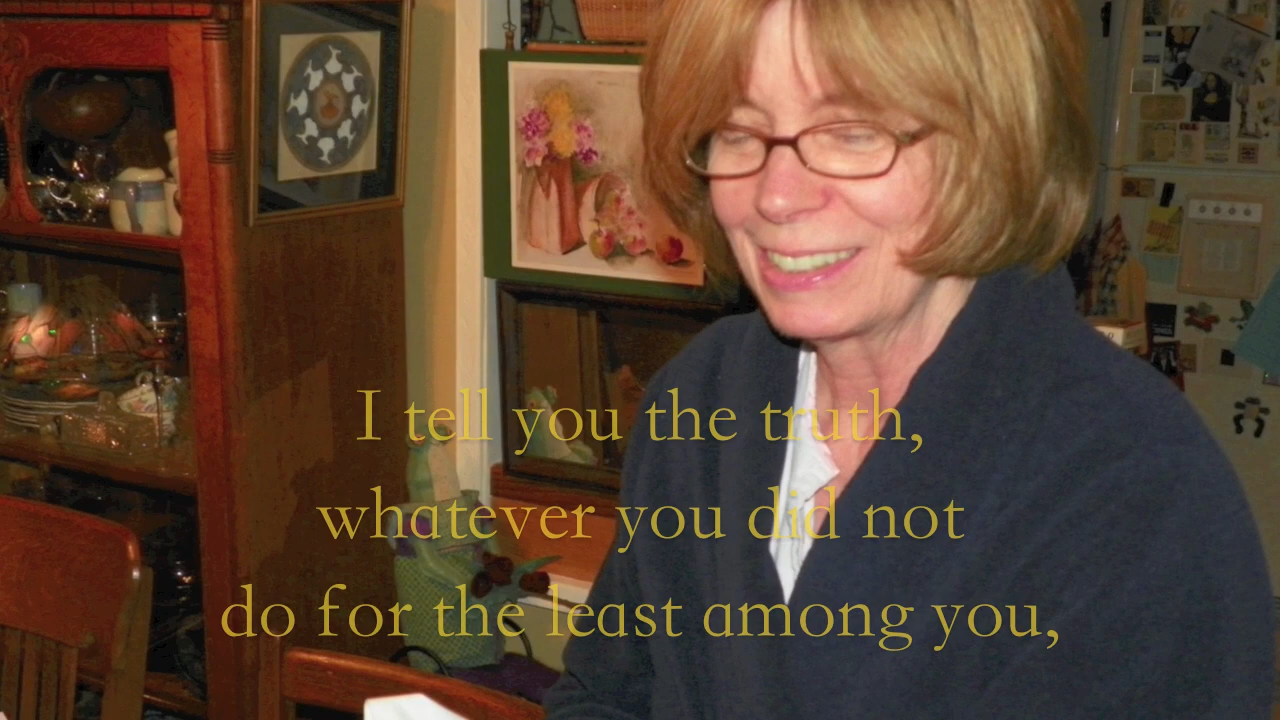 I tell you the truth,
whatever you did not
do for the least among you,